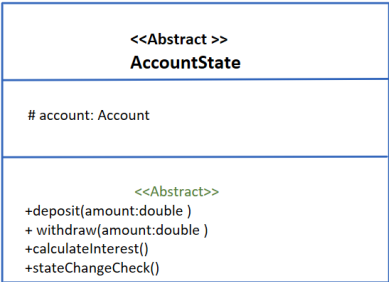 <<Abstract >>
AccountState
# account: Account
<<Abstract>>
+deposit(amount:double )
+ withdraw(amount:double )
+calculateInterest()
+stateChangeCheck()